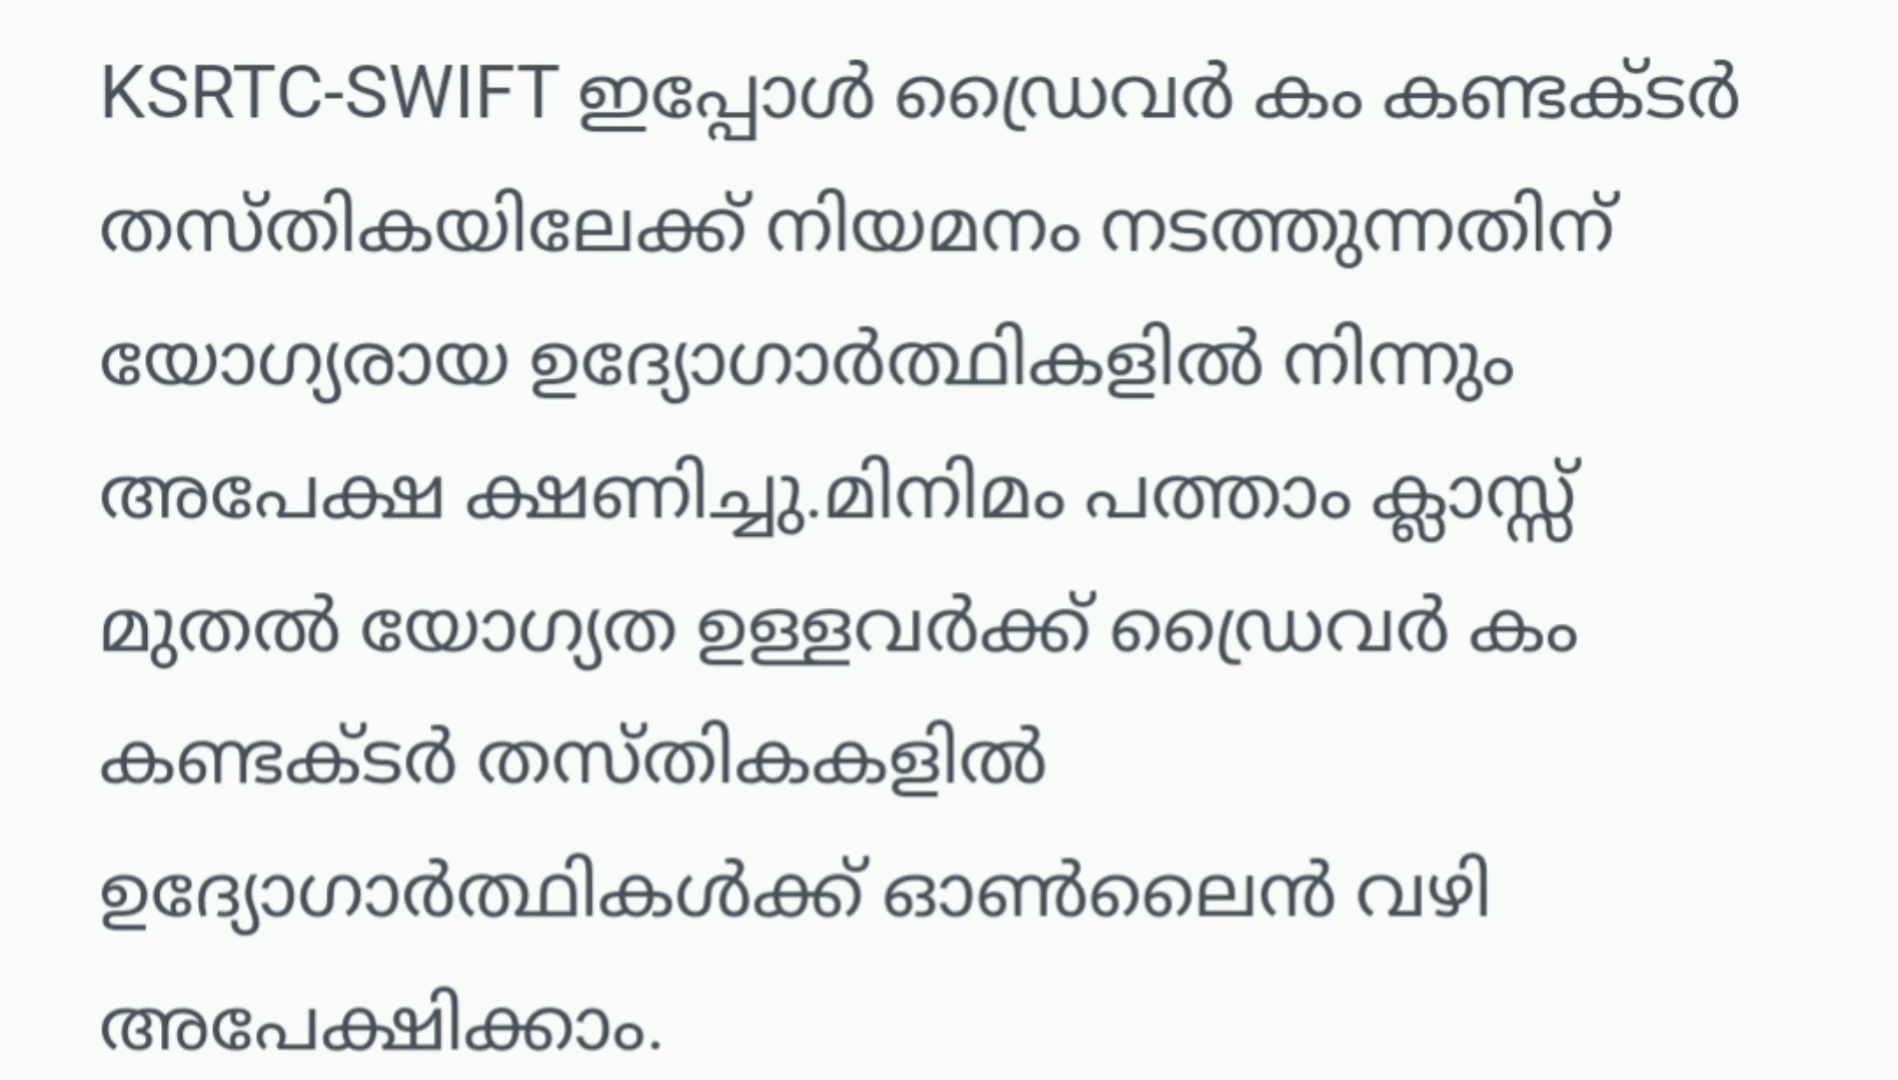 KSRTC-SWIFT ഇപ്പോൾ ഡ്രൈവർ കം കണ്ടക്ടർ
തസ്തികയിലേക്ക് നിയമനം നടത്തുന്നതിന്
യോഗ്യരായ ഉദ്യോഗാർത്ഥികളിൽ നിന്നും
അപേക്ഷ ക്ഷണിച്ചു.മിനിമം പത്താം ക്ലാസ്സ്
മുതൽ യോഗ്യത ഉള്ളവർക്ക് ഡ്രൈവർ കം
കണ്ടക്ടർ തസ്തികകളിൽ
ഉദ്യോഗാർത്ഥികൾക്ക് ഓൺലൈൻ വഴി
അപേക്ഷിക്കാം.